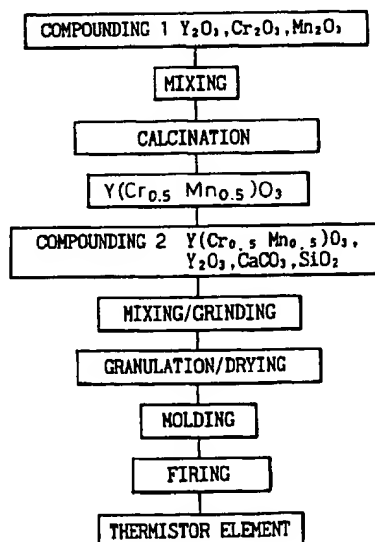 COMPOUNDING 1 Y₂O₃,Cr₂O₃,Mn₂O₃
MIXING
CALCINATION
Y(Cr₀.₅ Mn₀.₅)O₃
COMPOUNDING 2 Y(Cr₀.₅ Mn₀.₅)O₃,
Y₂O₃,CaCO₃,SiO₂
MIXING/GRINDING
GRANULATION/DRYING
MOLDING
FIRING
THERMISTOR ELEMENT